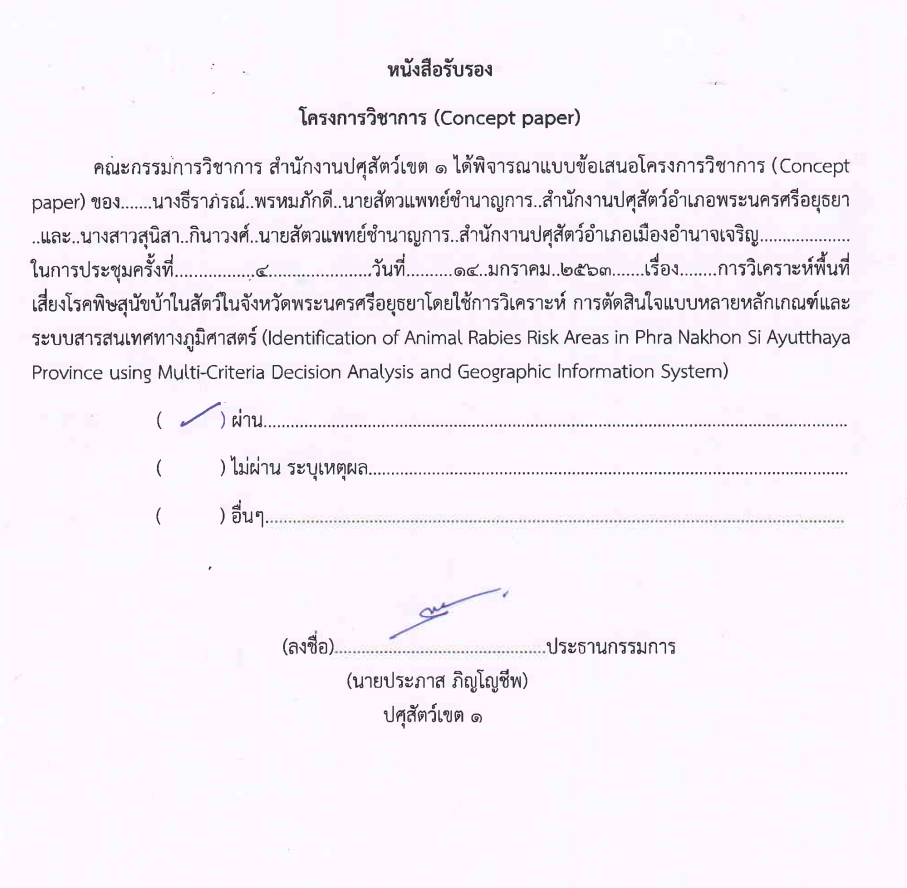 หนังสือรับรอง
โครงการวิชาการ (Concept paper)
คณะกรรมการวิชาการ สำนักงานปศุสัตว์เขต ๑ ได้พิจารณาแบบข้อเสนอโครงการวิชาการ (Concept
paper) ของ.......นางธีราภรณ์..พรหมภักดี..นายสัตวแพทย์ชำนาญการ..สำนักงานปศุสัตว์อำเภอพระนครศรีอยุธยา
..และ..นางสาวสุนิสา..กินาวงศ์..นายสัตวแพทย์ชำนาญการ..สำนักงานปศุสัตว์อำเภอเมืองอำนาจเจริญ....................
ในการประชุมครั้งที่..................๔.......................วันที่..........๑๔..มกราคม..๒๕๖๓.......เรื่อง........การวิเคราะห์พื้นที่
เสี่ยงโรคพิษสุนัขบ้าในสัตว์ในจังหวัดพระนครศรีอยุธยาโดยใช้การวิเคราะห์ การตัดสินใจแบบหลายหลักเกณฑ์และ
ระบบสารสนเทศทางภูมิศาสตร์ (Identification of Animal Rabies Risk Areas in Phra Nakhon Si Ayutthaya
Province using Multi-Criteria Decision Analysis and Geographic Information System)
( ✓ ) ผ่าน....................................................................................................
( ) ไม่ผ่าน ระบุเหตุผล....................................................................................................
( ) อื่นๆ....................................................................................................
(ลงชื่อ)..................................................ประธานกรรมการ
(นายประภาส ภิญโญชีพ)
ปศุสัตว์เขต ๑